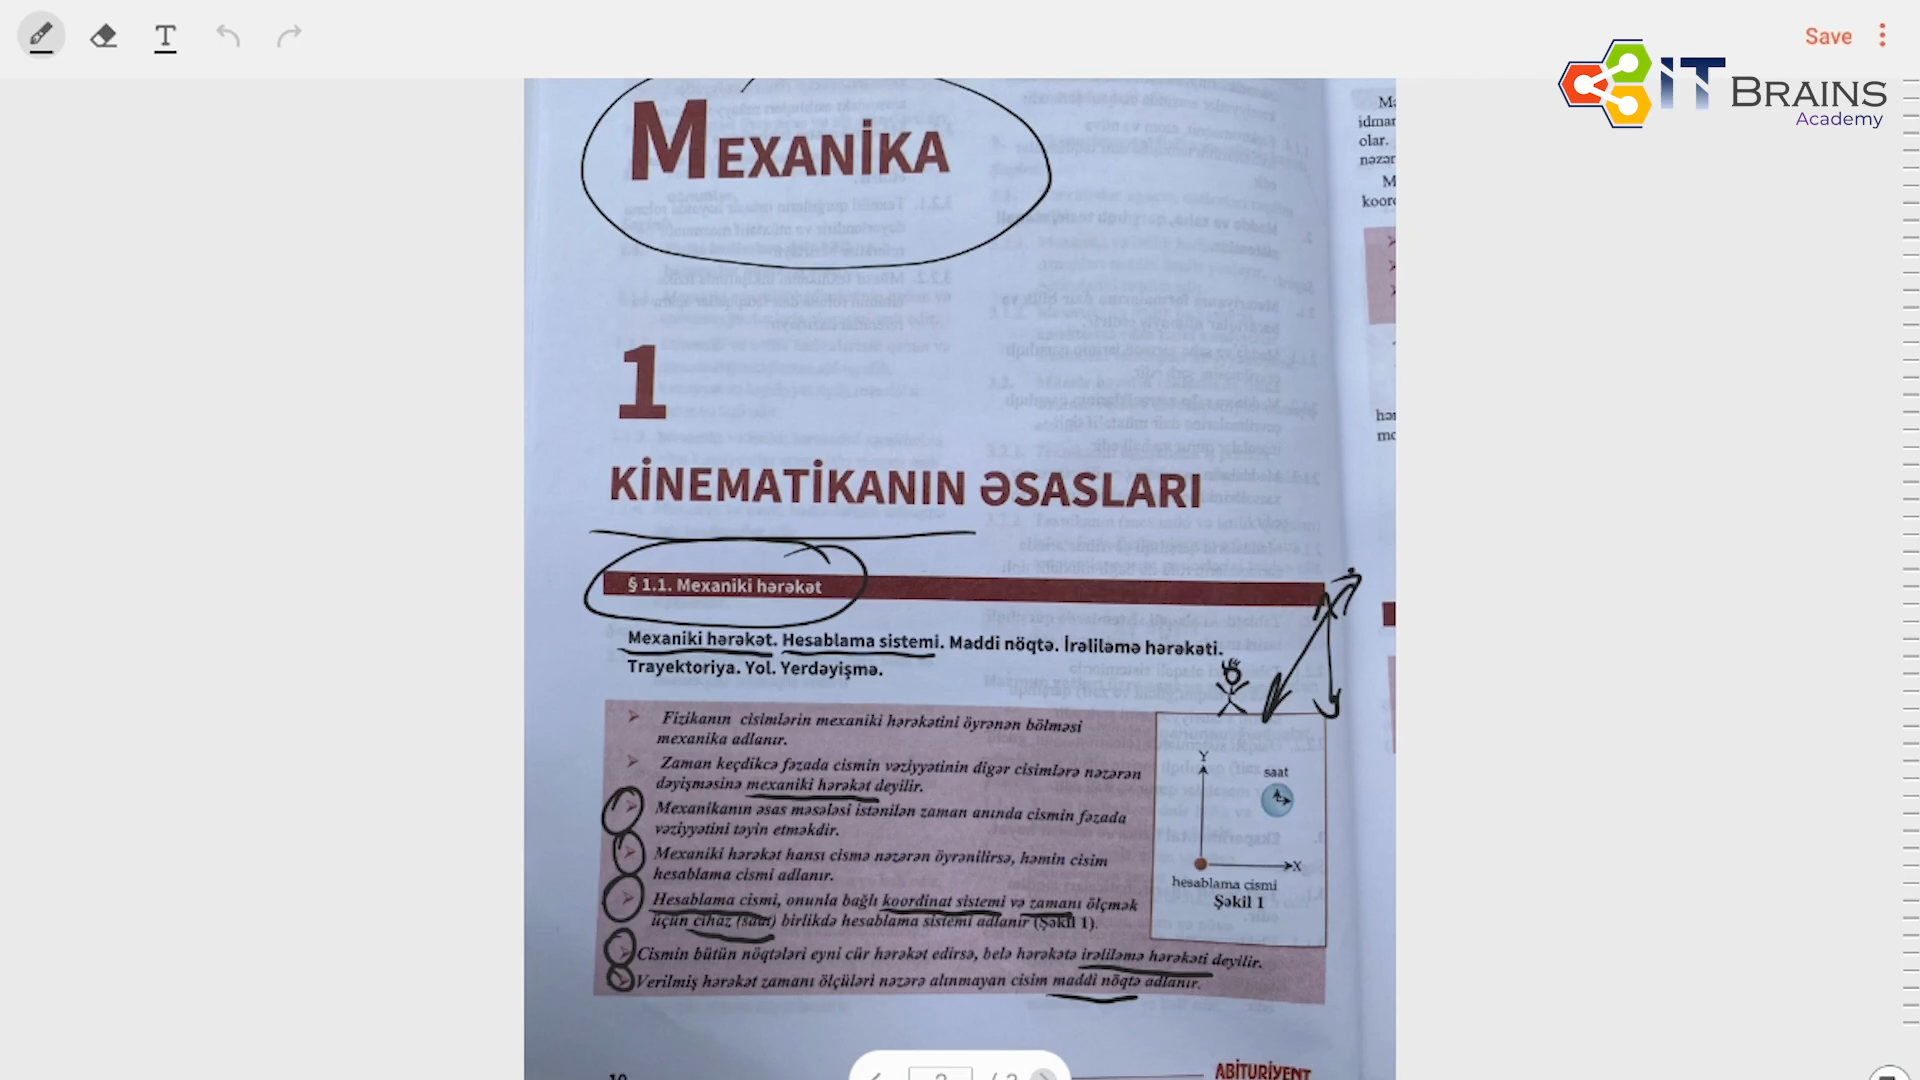 T
Save
iT BRAINS
Academy
MEXANİKA
1
KİNEMATİKANIN ƏSASLARI
§ 1.1. Mexaniki hərəkət
Mexaniki hərəkət. Hesablama sistemi. Maddi nöqtə. İrəliləmə hərəkəti.
Trayektoriya. Yol. Yerdəyişmə.
Fizikanın cisimlərin mexaniki hərəkətini öyrənən bölməsi
mexanika adlanır.
Zaman keçdikcə fəzada cismin vəziyyətinin digər cisimlərə nəzərən
dəyişməsinə mexaniki hərəkət deyilir.
Mexanikanın əsas məsələsi istənilən zaman anında cismin fəzada
vəziyyətini təyin etməkdir.
Mexaniki hərəkət hansı cismə nəzərən öyrənilirsə, həmin cisim
hesablama cismi adlanır.
Hesablama cismi, onunla bağlı koordinat sistemi və zamanı ölçmək
üçün cihaz (saat) birlikdə hesablama sistemi adlanır (Şəkil 1).
Cismin bütün nöqtələri eyni cür hərəkət edirsə, belə hərəkətə irəliləmə hərəkəti deyilir.
Verilmiş hərəkət zamanı ölçüləri nəzərə alınmayan cisim maddi nöqtə adlanır.
Y
saat
X
hesablama cismi
Şəkil 1
olar.
ABİTURİYENT